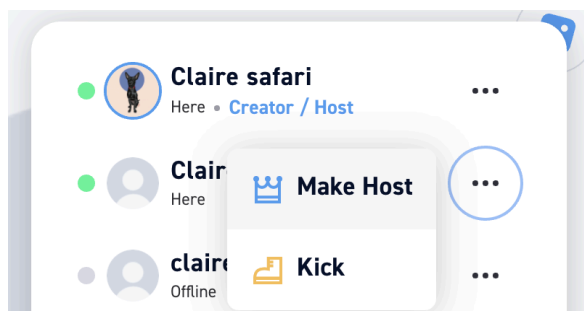 Claire safari
Here • Creator / Host
Clair
Here
Make Host
claire
Offline
Kick